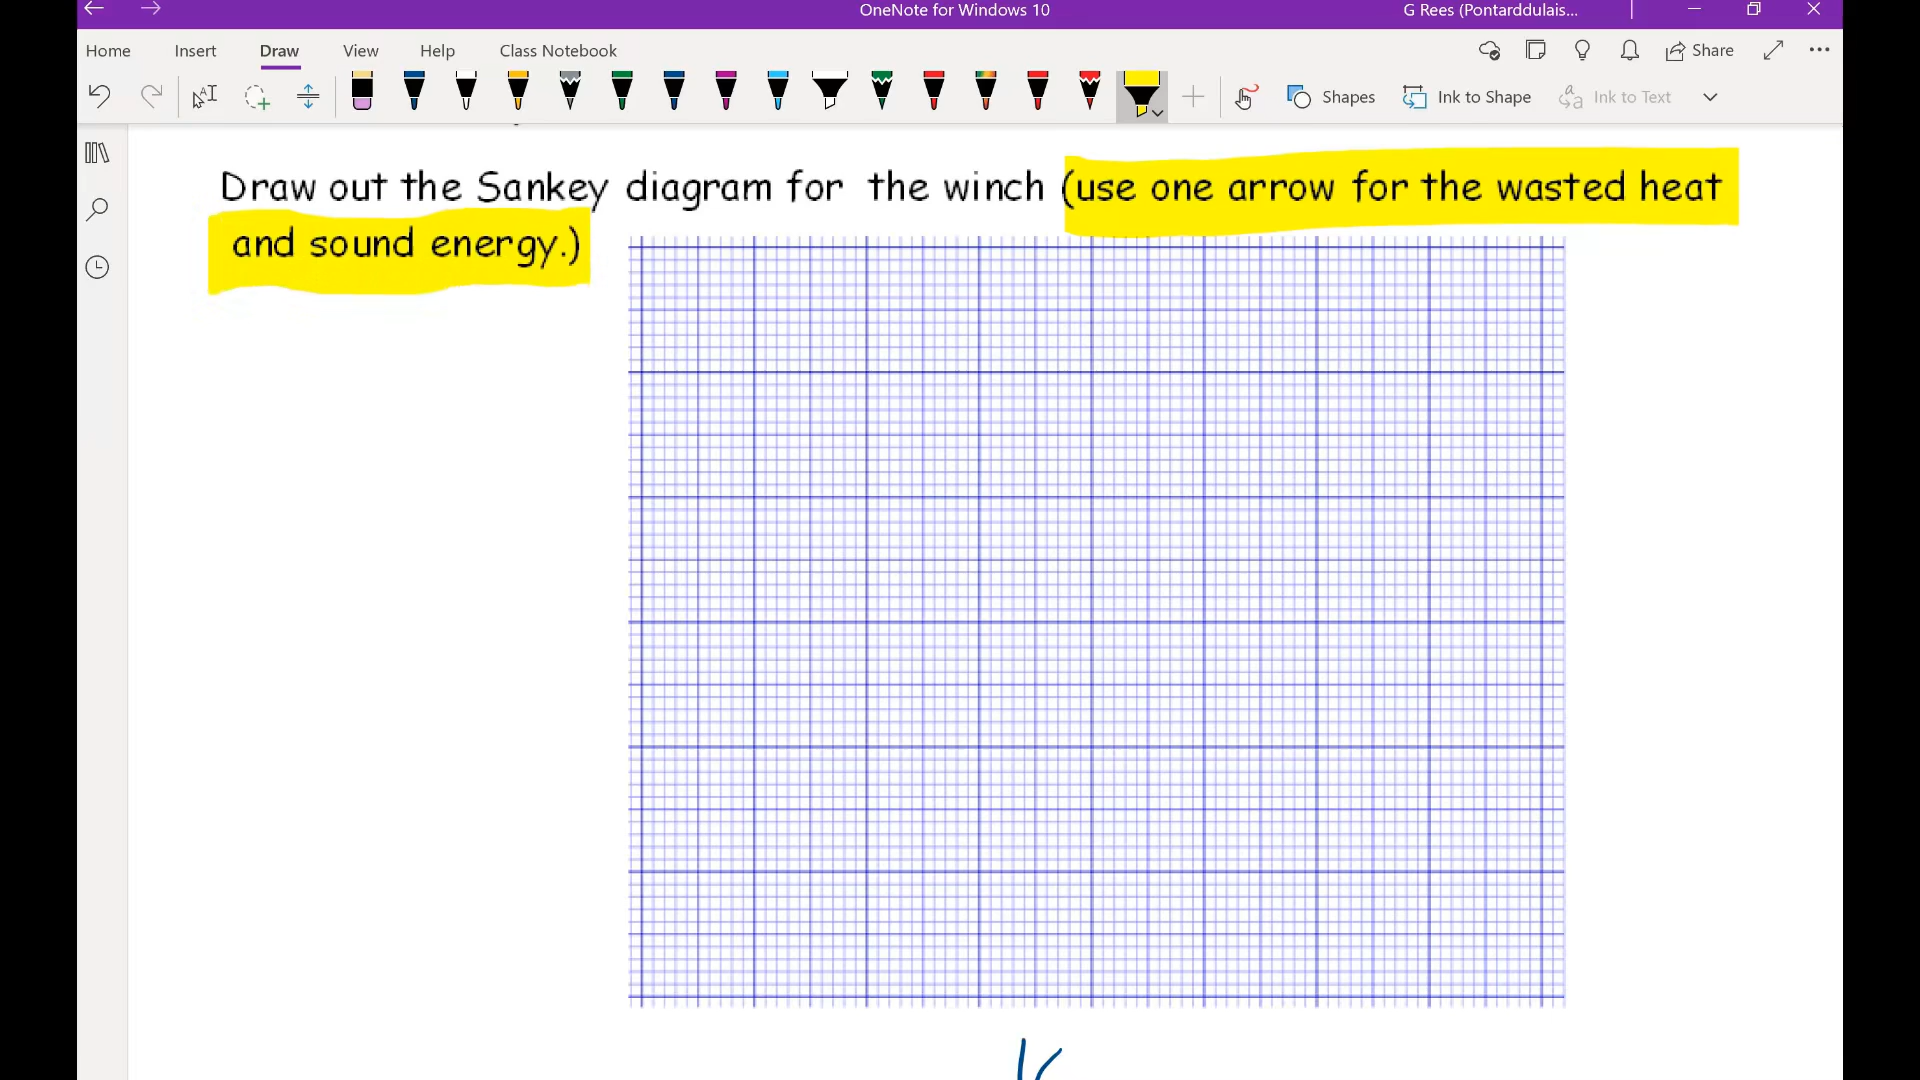 OneNote for Windows 10
G Rees (Pontarddulais...
Home Insert Draw View Help Class Notebook
Share
Shapes Ink to Shape Ink to Text
Draw out the Sankey diagram for the winch (use one arrow for the wasted heat
and sound energy.)